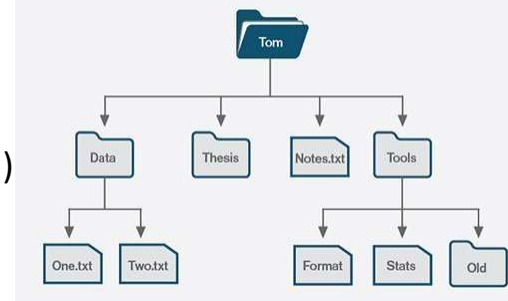 Tom
)
Data
Thesis
Notes.txt
Tools
One.txt
Two.txt
Format
Stats
Old